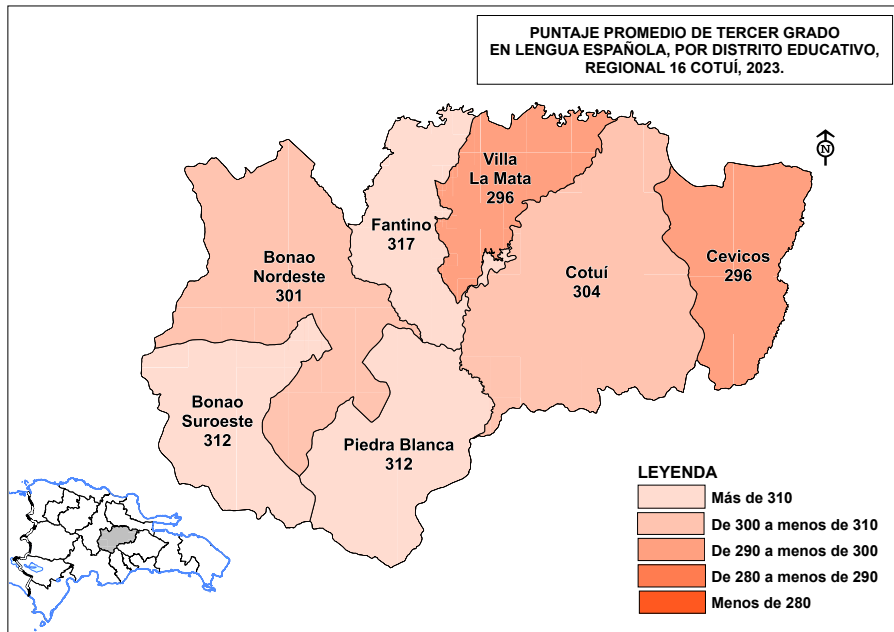 PUNTAJE PROMEDIO DE TERCER GRADO
EN LENGUA ESPAÑOLA, POR DISTRITO EDUCATIVO,
REGIONAL 16 COTUÍ, 2023.
N
Villa
La Mata
296
Fantino
317
Bonao
Nordeste
301
Cotuí
304
Cevicos
296
Bonao
Suroeste
312
Piedra Blanca
312
LEYENDA
Más de 310
De 300 a menos de 310
De 290 a menos de 300
De 280 a menos de 290
Menos de 280